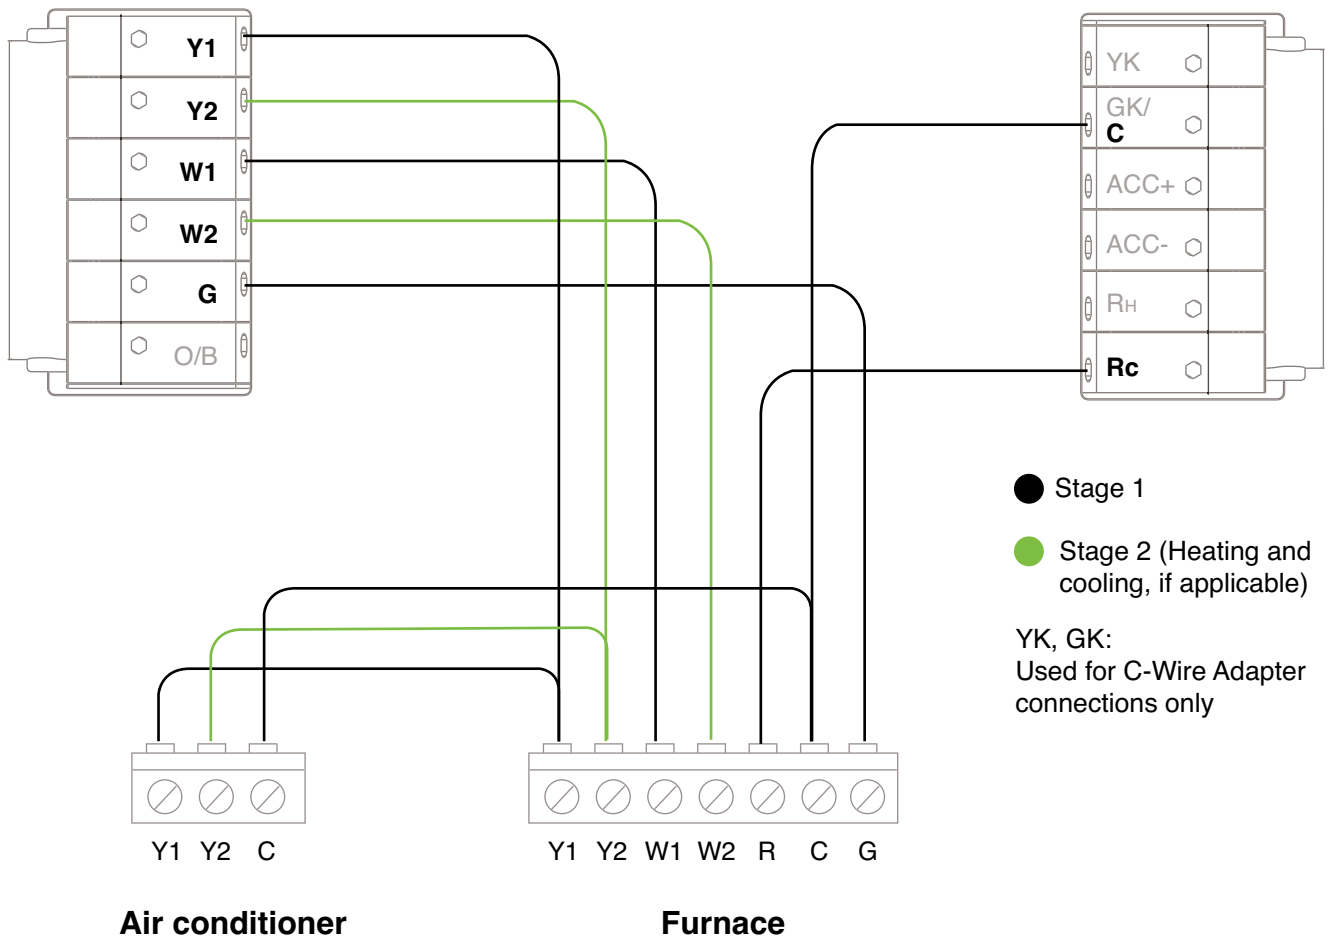 Y1
Y2
W1
W2
G
O/B
YK
GK/
C
ACC+
ACC-
RH
Rc
Stage 1
Stage 2 (Heating and
cooling, if applicable)
YK, GK:
Used for C-Wire Adapter
connections only
Y1 Y2 C
Y1 Y2 W1 W2 R C G
Air conditioner
Furnace